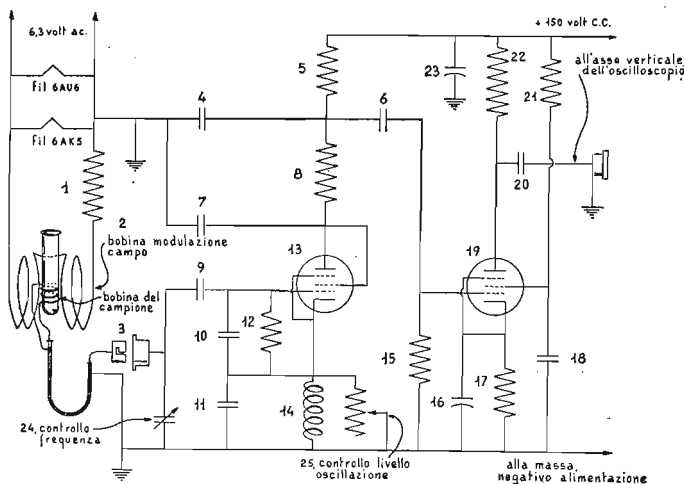 6,3 volt ac.
+ 150 volt C.C.
fil 6AU6
fil 6AK5
1
2
bobina modulazione
campo
bobina del
campione
3
24, controllo
frequenza
4
5
6
7
8
9
10
11
12
13
14
15
25, controllo livello
oscillazione
16
17
18
19
20
21
22
23
all'asse verticale
dell'oscilloscopio
alla massa,
negativo alimentazione